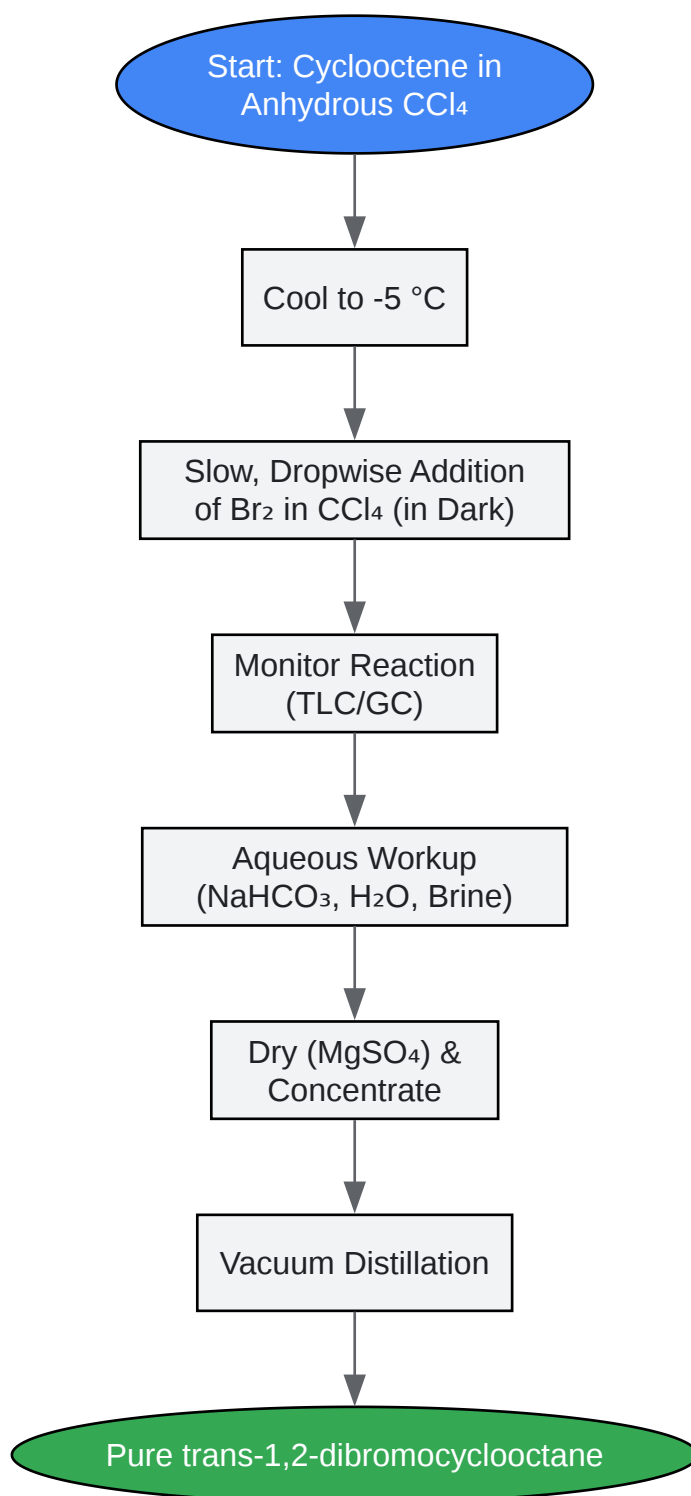 Start: Cyclooctene in
Anhydrous CCl₄
Cool to -5 °C
Slow, Dropwise Addition
of Br₂ in CCl₄ (in Dark)
Monitor Reaction
(TLC/GC)
Aqueous Workup
(NaHCO₃, H₂O, Brine)
Dry (MgSO₄) &
Concentrate
Vacuum Distillation
Pure trans-1,2-dibromocyclooctane